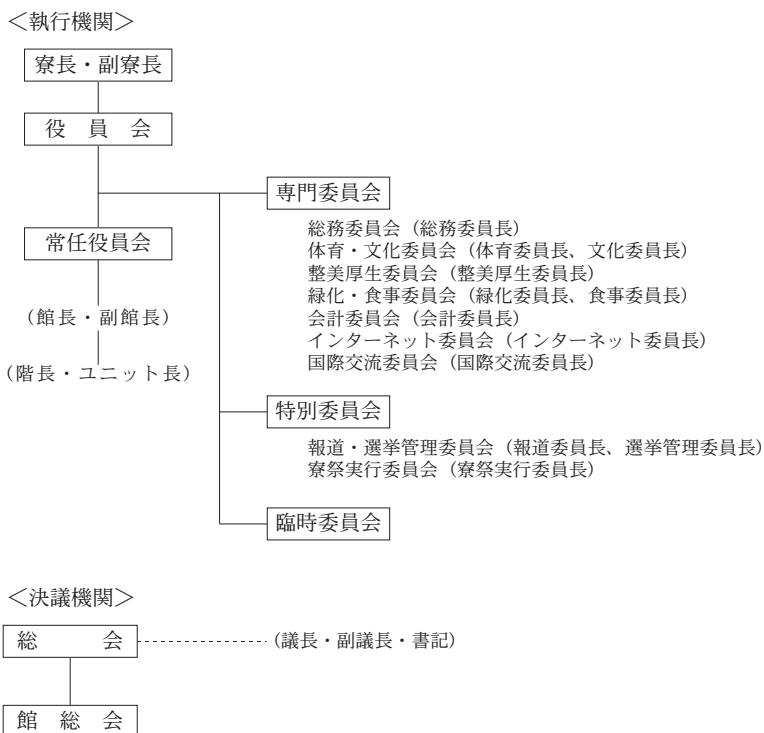 ＜執行機関＞
寮長・副寮長
役　員　会
専門委員会
総務委員会（総務委員長）
常任役員会
体育・文化委員会（体育委員長、文化委員長）
整美厚生委員会（整美厚生委員長）
緑化・食事委員会（緑化委員長、食事委員長）
（館長・副館長）
会計委員会（会計委員長）
インターネット委員会（インターネット委員長）
国際交流委員会（国際交流委員長）
（階長・ユニット長）
特別委員会
報道・選挙管理委員会（報道委員長、選挙管理委員長）
寮祭実行委員会（寮祭実行委員長）
臨時委員会
＜決議機関＞
総　　　会
（議長・副議長・書記）
館　総　会